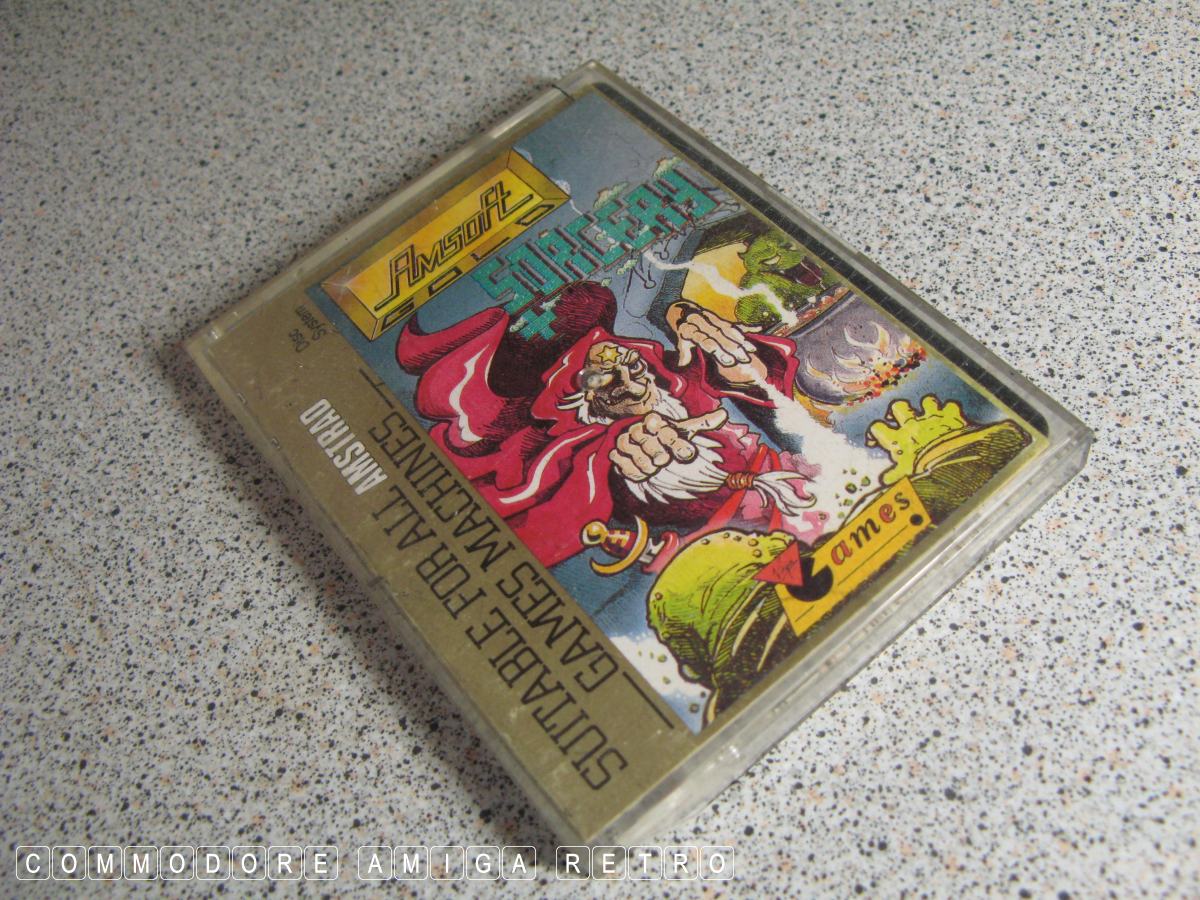 Amsoft
GOLD
SORCERY +
Games
Disc
System
SUITABLE FOR ALL
AMSTRAD
GAMES MACHINES
COMMODORE AMIGA RETRO